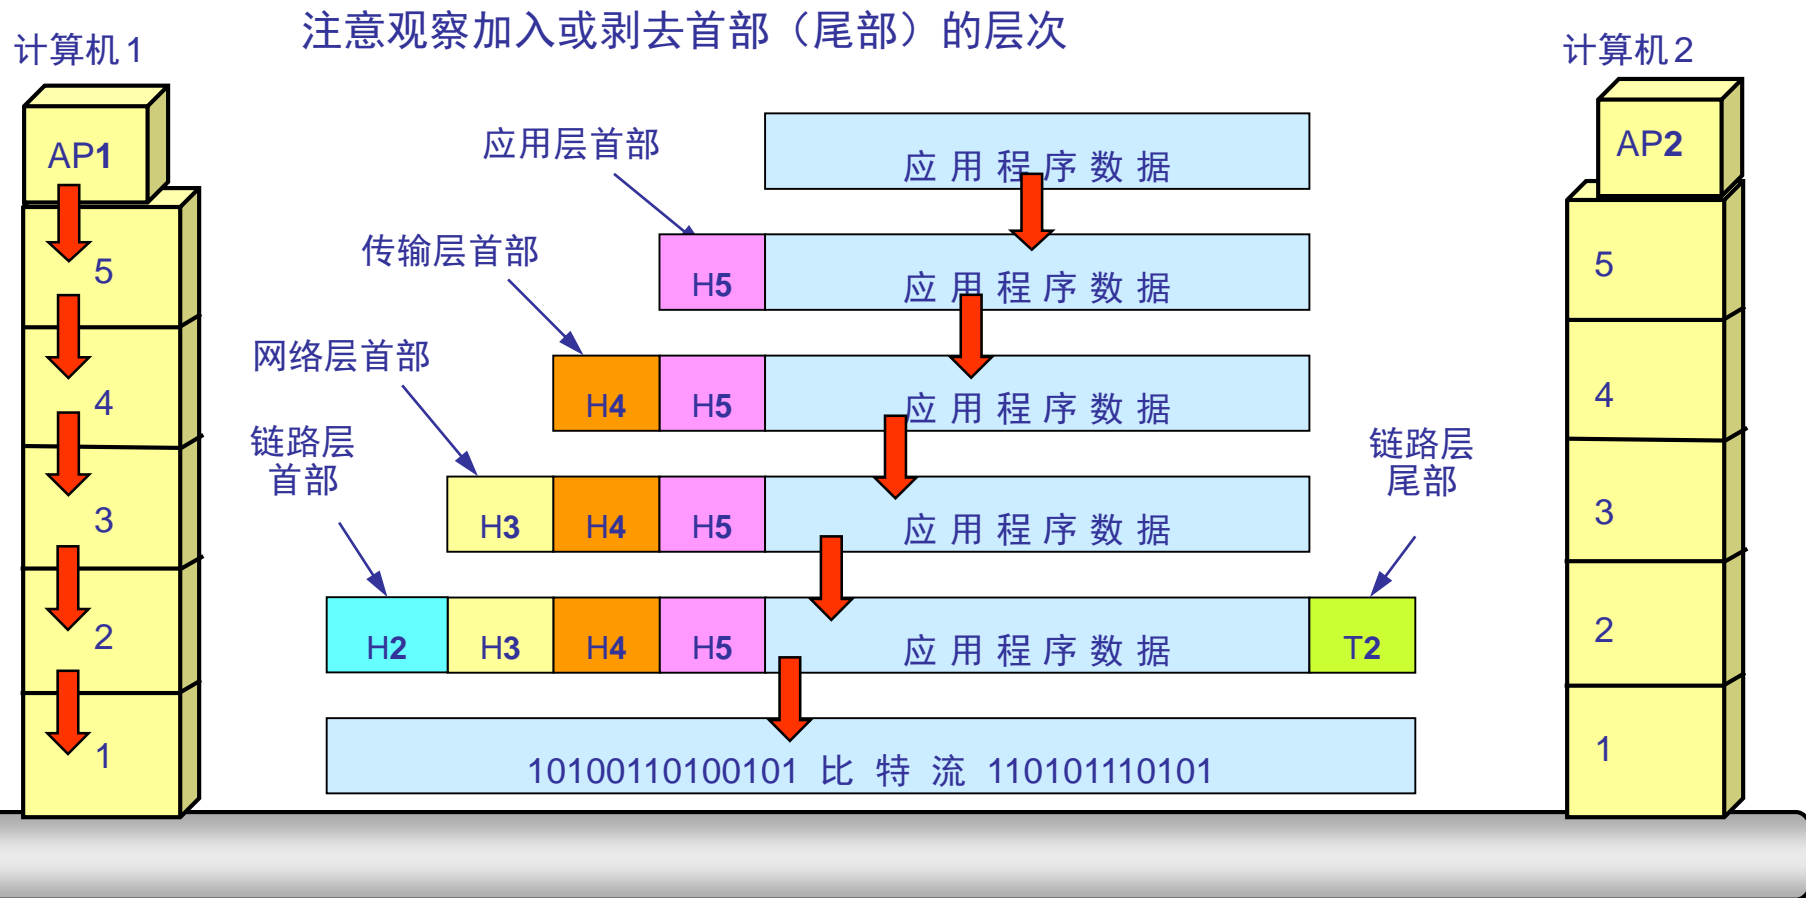 注意观察加入或剥去首部（尾部）的层次
计算机1
计算机2
AP1
应用层首部
应用程序数据
AP2
传输层首部
5
H5
应用程序数据
5
网络层首部
4
H4 H5 应用程序数据
4
链路层
首部
链路层
尾部
3
H3 H4 H5 应用程序数据
3
2
H2 H3 H4 H5 应用程序数据 T2
2
1
10100110100101 比特流 110101110101
1